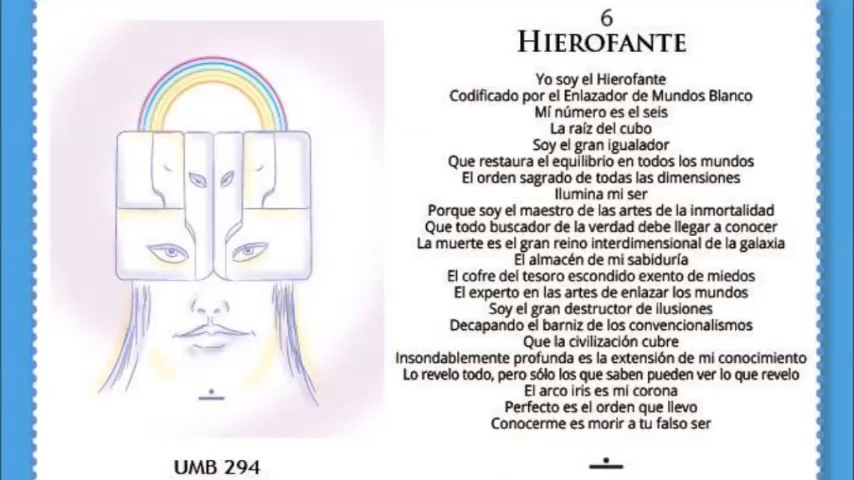 6
HIEROFANTE
Yo soy el Hierofante
Codificado por el Enlazador de Mundos Blanco
Mí número es el seis
La raíz del cubo
Soy el gran igualador
Que restaura el equilibrio en todos los mundos
El orden sagrado de todas las dimensiones
Ilumina mi ser
Porque soy el maestro de las artes de la inmortalidad
Que todo buscador de la verdad debe llegar a conocer
La muerte es el gran reino interdimensional de la galaxia
El almacén de mi sabiduría
El cofre del tesoro escondido exento de miedos
El experto en las artes de enlazar los mundos
Soy el gran destructor de ilusiones
Decapando el barniz de los convencionalismos
Que la civilización cubre
Insondablemente profunda es la extensión de mi conocimiento
Lo revelo todo, pero sólo los que saben pueden ver lo que revelo
El arco iris es mi corona
Perfecto es el orden que llevo
Conocerme es morir a tu falso ser
UMB 294